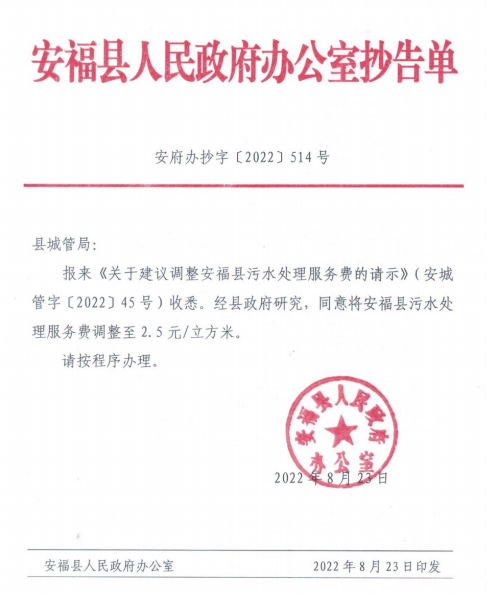 安福县人民政府办公室抄告单
安府办抄字〔2022〕514号
县城管局：
报来《关于建议调整安福县污水处理服务费的请示》（安城
管字〔2022〕45号）收悉。经县政府研究，同意将安福县污水处
理服务费调整至2.5元/立方米。
请按程序办理。
安福县人民政府
办公室
2022年8月23日
安福县人民政府办公室 2022年8月23日印发